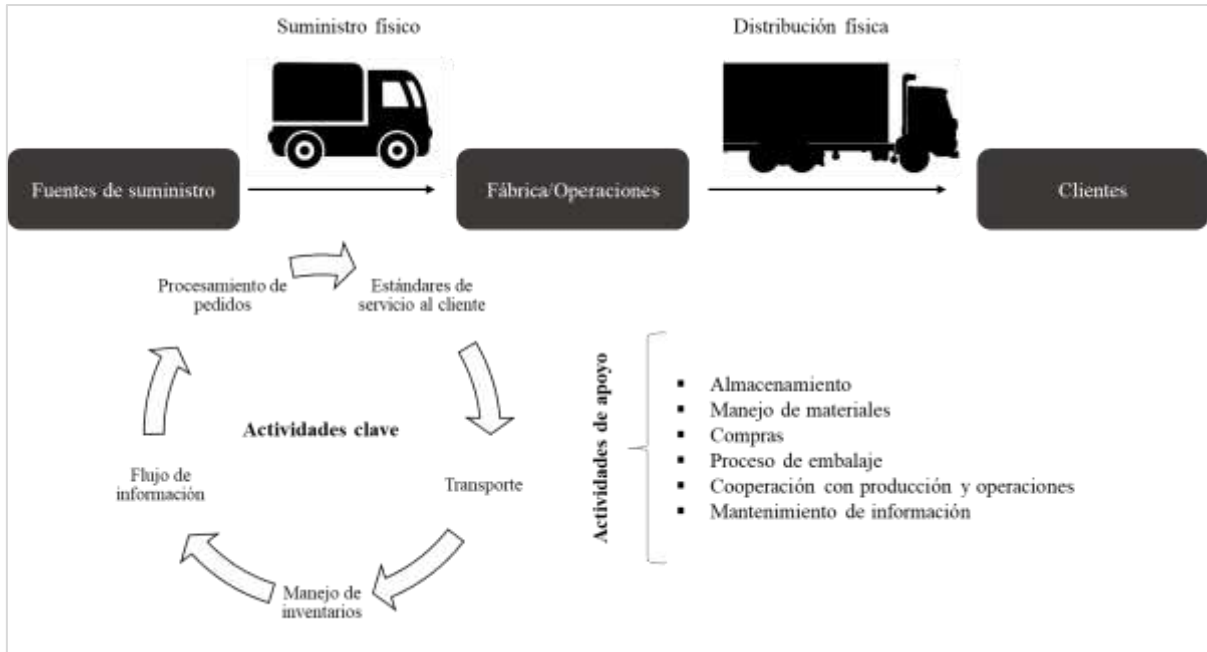 Suministro físico
Distribución física
Fuentes de suministro
Fábrica/Operaciones
Clientes
Procesamiento de
pedidos
Estándares de
servicio al cliente
Actividades clave
Flujo de
información
Transporte
Manejo de
inventarios
Actividades de apoyo
▪ Almacenamiento
▪ Manejo de materiales
▪ Compras
▪ Proceso de embalaje
▪ Cooperación con producción y operaciones
▪ Mantenimiento de información